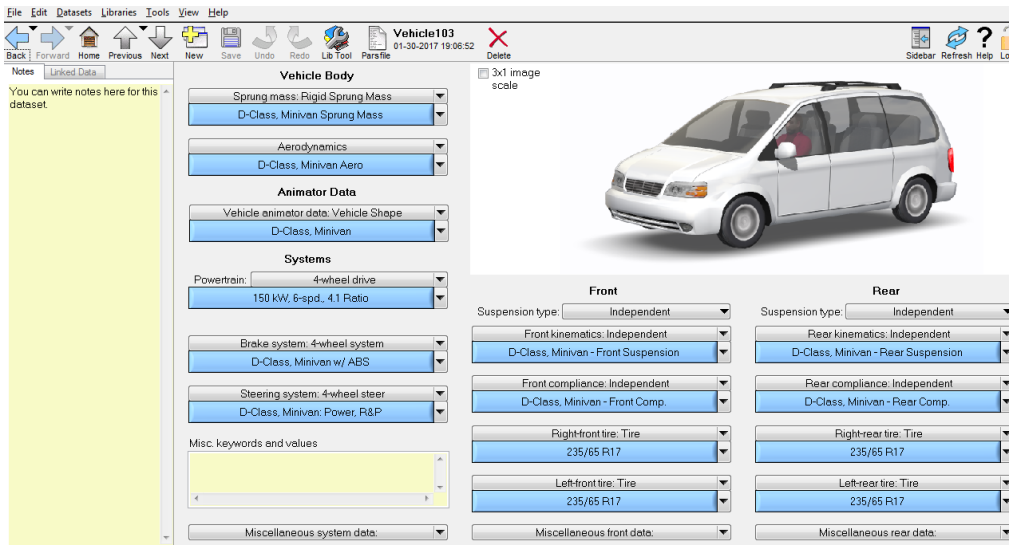 File Edit Datasets Libraries Tools View Help
Vehicle103
01-30-2017 19:06:52
Back Forward Home Previous Next New Save Undo Redo Lib Tool Parsfile Delete Sidebar Refresh Help
Notes Linked Data
You can write notes here for this
dataset.
Vehicle Body
Sprung mass: Rigid Sprung Mass
D-Class, Minivan Sprung Mass
Aerodynamics
D-Class, Minivan Aero
Animator Data
Vehicle animator data: Vehicle Shape
D-Class, Minivan
Systems
Powertrain: 4-wheel drive
150 kW, 6-spd., 4.1 Ratio
Brake system: 4-wheel system
D-Class, Minivan w/ ABS
Steering system: 4-wheel steer
D-Class, Minivan: Power, R&P
Misc. keywords and values
Miscellaneous system data:
3x1 image
scale
Front
Suspension type: Independent
Front kinematics: Independent
D-Class, Minivan - Front Suspension
Front compliance: Independent
D-Class, Minivan - Front Comp.
Right-front tire: Tire
235/65 R17
Left-front tire: Tire
235/65 R17
Miscellaneous front data:
Rear
Suspension type: Independent
Rear kinematics: Independent
D-Class, Minivan - Rear Suspension
Rear compliance: Independent
D-Class, Minivan - Rear Comp.
Right-rear tire: Tire
235/65 R17
Left-rear tire: Tire
235/65 R17
Miscellaneous rear data: